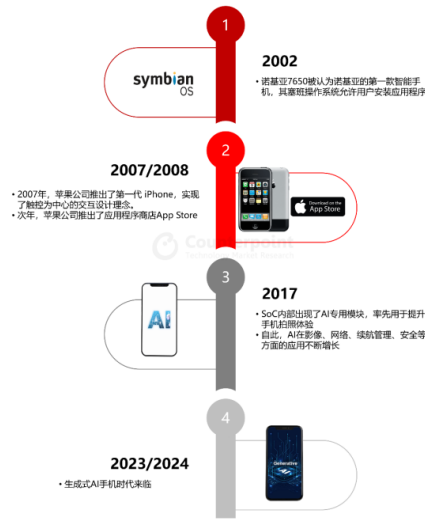 1
symbian
OS
2002
• 诺基亚7650被认为诺基亚的第一款智能手
机，其塞班操作系统允许用户安装应用程序
2
2007/2008
• 2007年，苹果公司推出了第一代 iPhone，实现
了触控为中心的交互设计理念。
• 次年，苹果公司推出了应用程序商店App Store
Download on the
App Store
Counterpoint
3
AI
2017
• SoC内部出现了AI专用模块，率先用于提升
手机拍照体验
• 自此，AI在影像、网络、续航管理、安全等
方面的应用不断增长
4
Generative
2023/2024
• 生成式AI手机时代来临